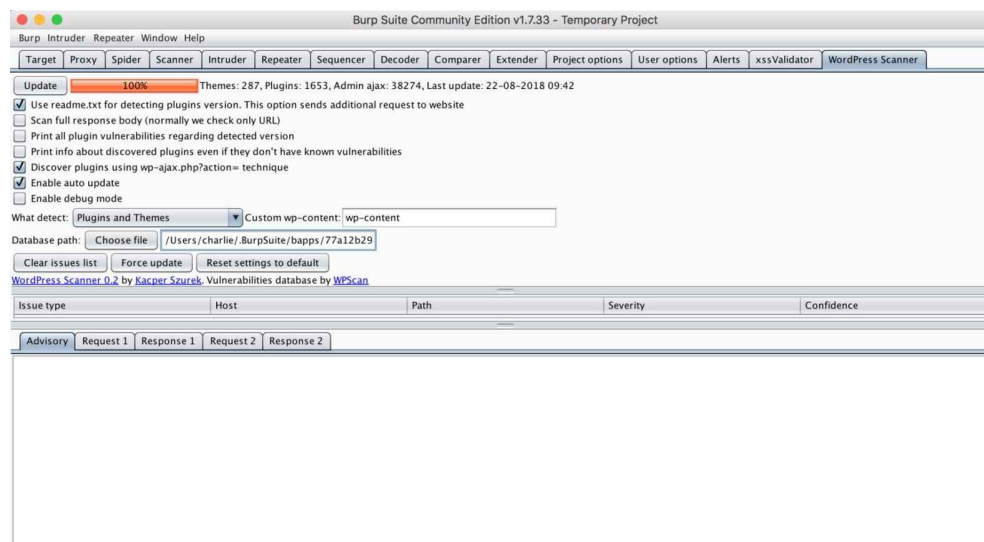 Burp Suite Community Edition v1.7.33 - Temporary Project
Burp Intruder Repeater Window Help
Target Proxy Spider Scanner Intruder Repeater Sequencer Decoder Comparer Extender Project options User options Alerts xssValidator WordPress Scanner
Update 100% Themes: 287, Plugins: 1653, Admin ajax: 38274, Last update: 22-08-2018 09:42
Use readme.txt for detecting plugins version. This option sends additional request to website
Scan full response body (normally we check only URL)
Print all plugin vulnerabilities regarding detected version
Print info about discovered plugins even if they don't have known vulnerabilities
Discover plugins using wp-ajax.php?action= technique
Enable auto update
Enable debug mode
What detect: Plugins and Themes Custom wp-content: wp-content
Database path: Choose file /Users/charlie/.BurpSuite/bapps/77a12b29
Clear issues list Force update Reset settings to default
WordPress Scanner 0.2 by Kacper Szurek. Vulnerabilities database by WPScan
Issue type Host Path Severity Confidence
Advisory Request 1 Response 1 Request 2 Response 2